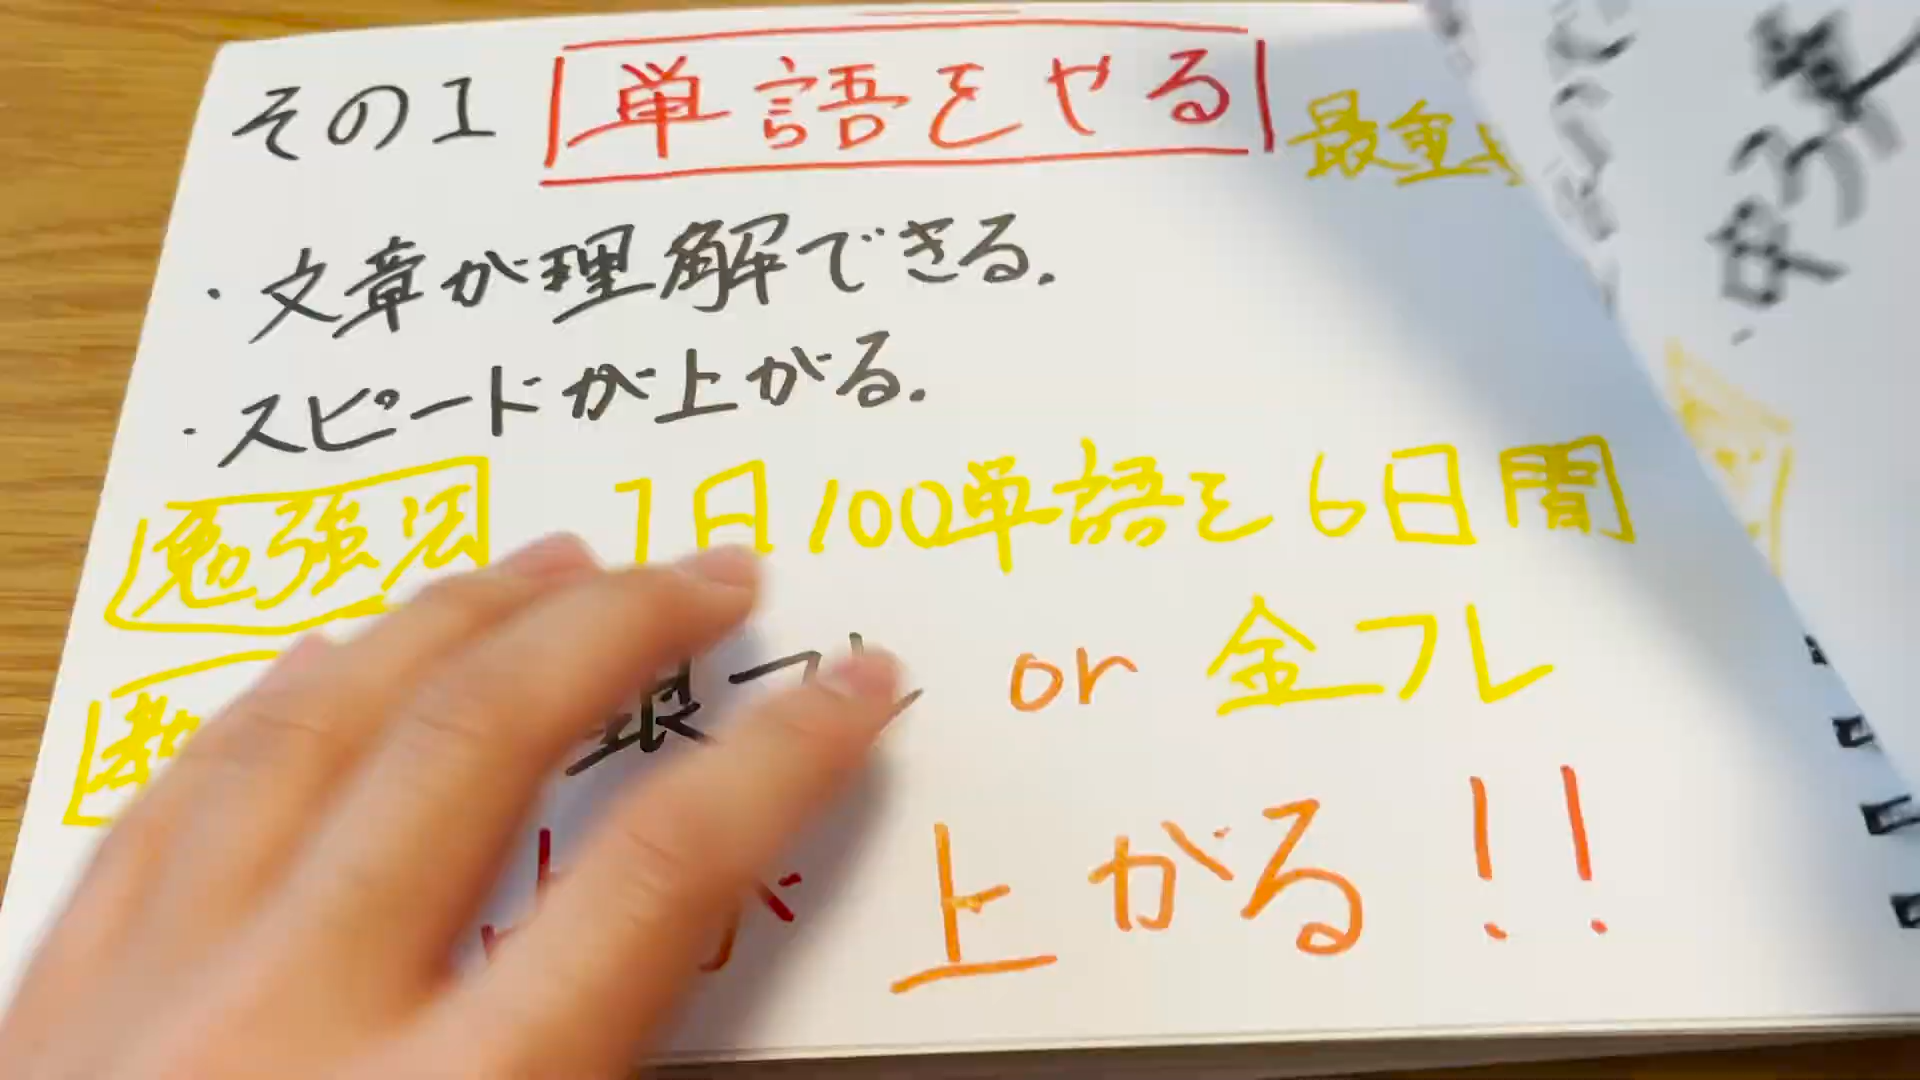 その1 単語をやる 最重
・文章が理解できる.
・スピードが上がる.
勉強法 1日100単語を6日間
銀フレ or 金フレ
上がる!!